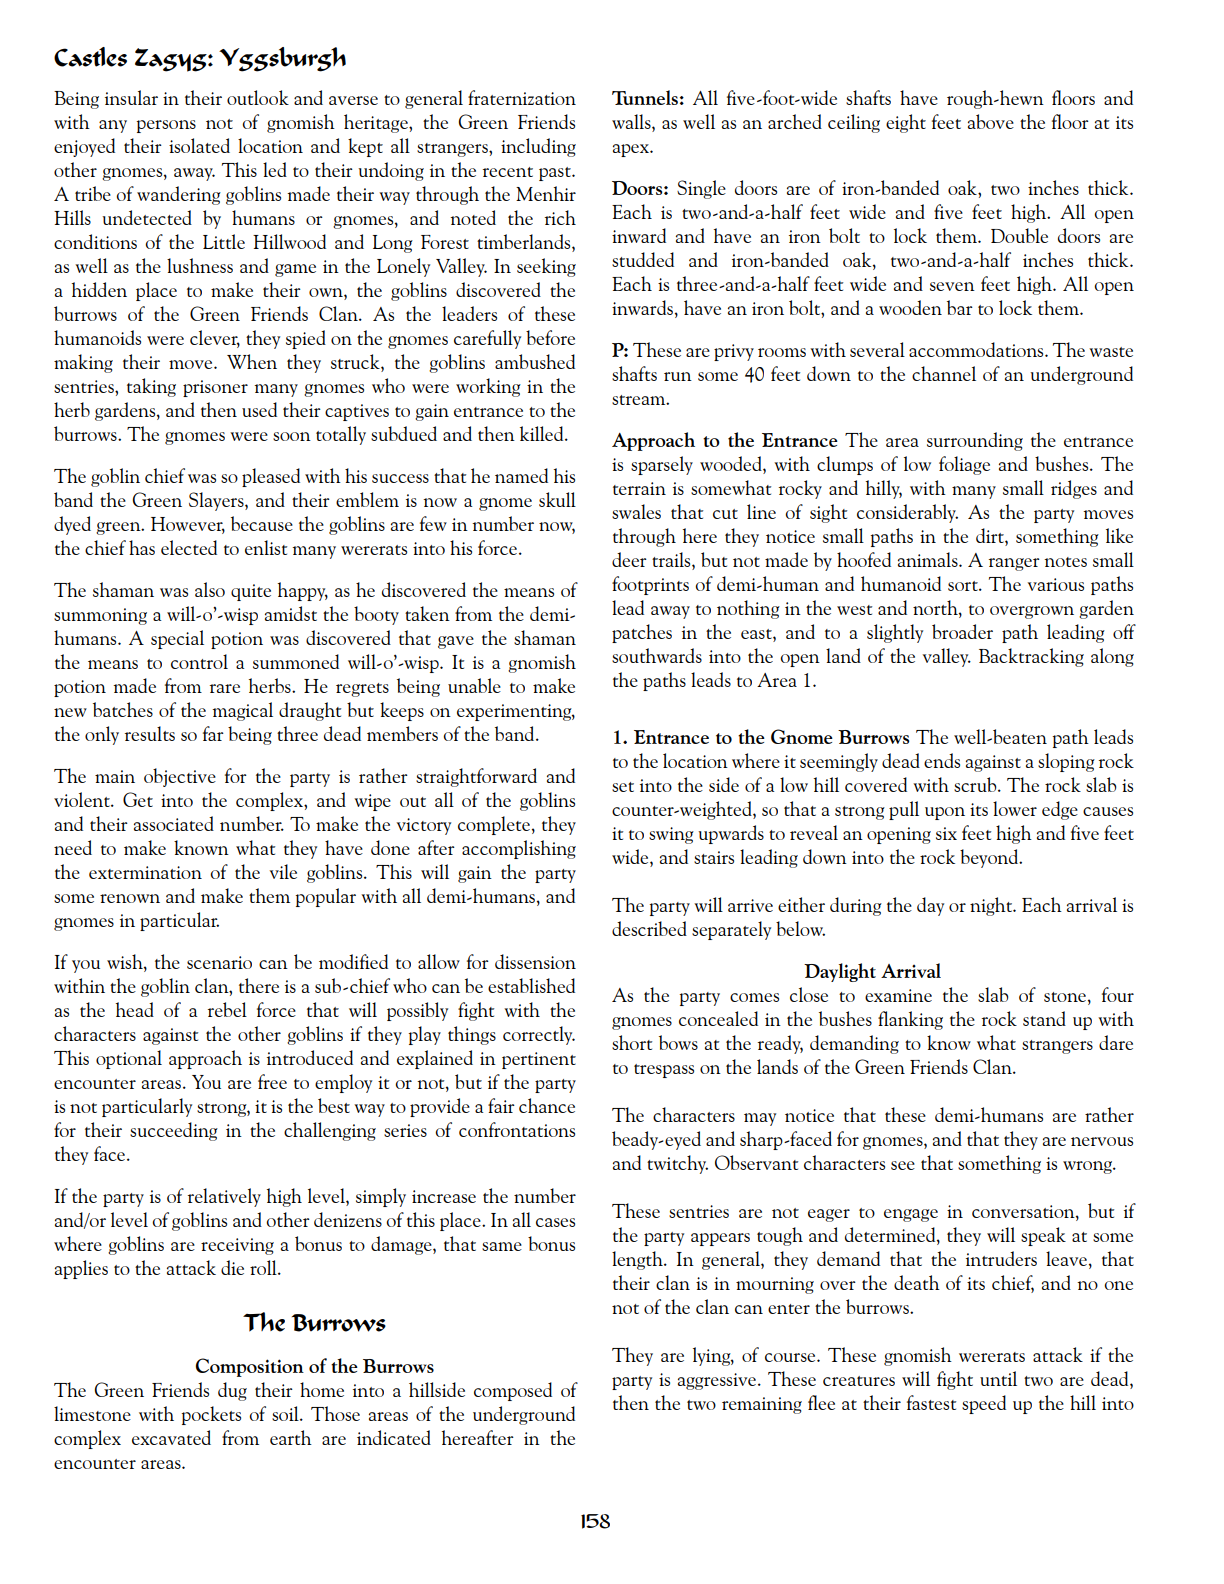 Castles Zagyg: Yggsburgh
Being insular in their outlook and averse to general fraternization
with any persons not of gnomish heritage, the Green Friends
enjoyed their isolated location and kept all strangers, including
other gnomes, away. This led to their undoing in the recent past.
A tribe of wandering goblins made their way through the Menhir
Hills undetected by humans or gnomes, and noted the rich
conditions of the Little Hillwood and Long Forest timberlands,
as well as the lushness and game in the Lonely Valley. In seeking
a hidden place to make their own, the goblins discovered the
burrows of the Green Friends Clan. As the leaders of these
humanoids were clever, they spied on the gnomes carefully before
making their move. When they struck, the goblins ambushed
sentries, taking prisoner many gnomes who were working in the
herb gardens, and then used their captives to gain entrance to the
burrows. The gnomes were soon totally subdued and then killed.
The goblin chief was so pleased with his success that he named his
band the Green Slayers, and their emblem is now a gnome skull
dyed green. However, because the goblins are few in number now,
the chief has elected to enlist many wererats into his force.
The shaman was also quite happy, as he discovered the means of
summoning a will-o'-wisp amidst the booty taken from the demi-
humans. A special potion was discovered that gave the shaman
the means to control a summoned will-o'-wisp. It is a gnomish
potion made from rare herbs. He regrets being unable to make
new batches of the magical draught but keeps on experimenting,
the only results so far being three dead members of the band.
The main objective for the party is rather straightforward and
violent. Get into the complex, and wipe out all of the goblins
and their associated number. To make the victory complete, they
need to make known what they have done after accomplishing
the extermination of the vile goblins. This will gain the party
some renown and make them popular with all demi-humans, and
gnomes in particular.
If you wish, the scenario can be modified to allow for dissension
within the goblin clan, there is a sub-chief who can be established
as the head of a rebel force that will possibly fight with the
characters against the other goblins if they play things correctly.
This optional approach is introduced and explained in pertinent
encounter areas. You are free to employ it or not, but if the party
is not particularly strong, it is the best way to provide a fair chance
for their succeeding in the challenging series of confrontations
they face.
If the party is of relatively high level, simply increase the number
and/or level of goblins and other denizens of this place. In all cases
where goblins are receiving a bonus to damage, that same bonus
applies to the attack die roll.
The Burrows
Composition of the Burrows
The Green Friends dug their home into a hillside composed of
limestone with pockets of soil. Those areas of the underground
complex excavated from earth are indicated hereafter in the
encounter areas.
Tunnels: All five-foot-wide shafts have rough-hewn floors and
walls, as well as an arched ceiling eight feet above the floor at its
apex.
Doors: Single doors are of iron-banded oak, two inches thick.
Each is two-and-a-half feet wide and five feet high. All open
inward and have an iron bolt to lock them. Double doors are
studded and iron-banded oak, two-and-a-half inches thick.
Each is three-and-a-half feet wide and seven feet high. All open
inwards, have an iron bolt, and a wooden bar to lock them.
P: These are privy rooms with several accommodations. The waste
shafts run some 40 feet down to the channel of an underground
stream.
Approach to the Entrance The area surrounding the entrance
is sparsely wooded, with clumps of low foliage and bushes. The
terrain is somewhat rocky and hilly, with many small ridges and
swales that cut line of sight considerably. As the party moves
through here they notice small paths in the dirt, something like
deer trails, but not made by hoofed animals. A ranger notes small
footprints of demi-human and humanoid sort. The various paths
lead away to nothing in the west and north, to overgrown garden
patches in the east, and to a slightly broader path leading off
southwards into the open land of the valley. Backtracking along
the paths leads to Area 1.
1. Entrance to the Gnome Burrows The well-beaten path leads
to the location where it seemingly dead ends against a sloping rock
set into the side of a low hill covered with scrub. The rock slab is
counter-weighted, so that a strong pull upon its lower edge causes
it to swing upwards to reveal an opening six feet high and five feet
wide, and stairs leading down into the rock beyond.
The party will arrive either during the day or night. Each arrival is
described separately below.
Daylight Arrival
As the party comes close to examine the slab of stone, four
gnomes concealed in the bushes flanking the rock stand up with
short bows at the ready, demanding to know what strangers dare
to trespass on the lands of the Green Friends Clan.
The characters may notice that these demi-humans are rather
beady-eyed and sharp-faced for gnomes, and that they are nervous
and twitchy. Observant characters see that something is wrong.
These sentries are not eager to engage in conversation, but if
the party appears tough and determined, they will speak at some
length. In general, they demand that the intruders leave, that
their clan is in mourning over the death of its chief, and no one
not of the clan can enter the burrows.
They are lying, of course. These gnomish wererats attack if the
party is aggressive. These creatures will fight until two are dead,
then the two remaining flee at their fastest speed up the hill into
158